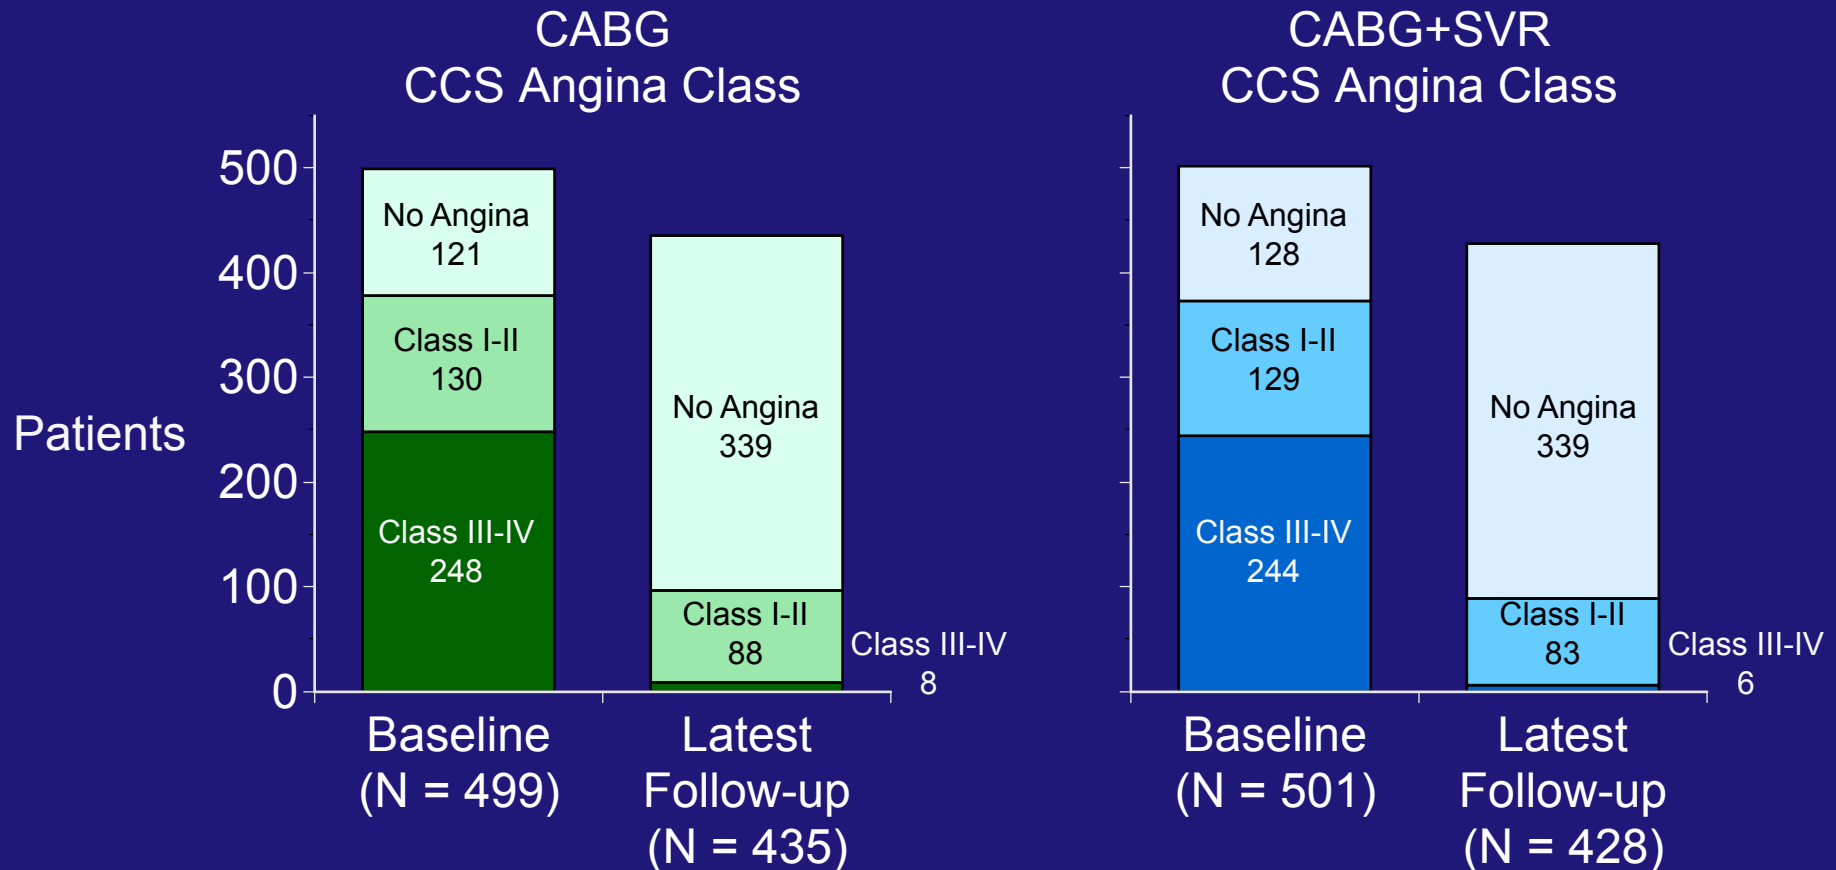 CABG
CCS Angina Class
Patients
500
400
300
200
100
0
No Angina
121
Class I-II
130
Class III-IV
248
No Angina
339
Class I-II
88
Class III-IV
8
Baseline
(N = 499)
Latest
Follow-up
(N = 435)
CABG+SVR
CCS Angina Class
No Angina
128
Class I-II
129
Class III-IV
244
No Angina
339
Class I-II
83
Class III-IV
6
Baseline
(N = 501)
Latest
Follow-up
(N = 428)